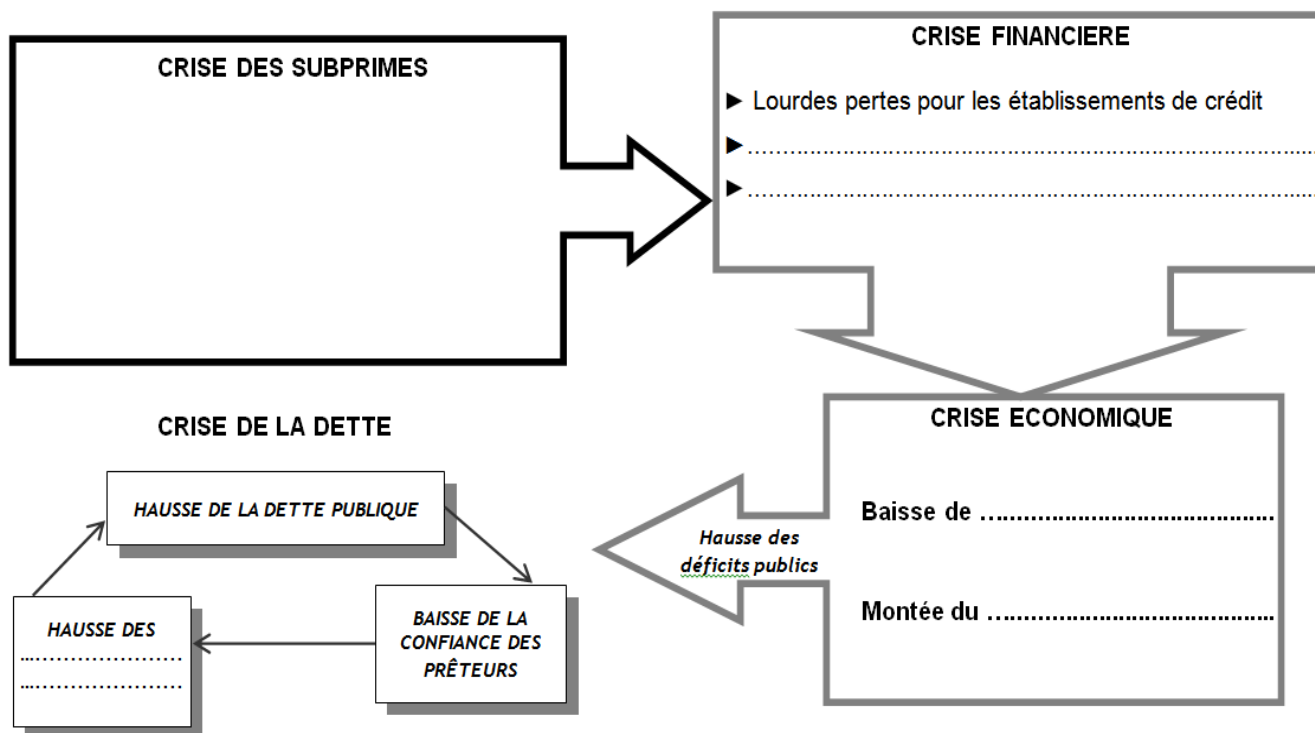 CRISE DES SUBPRIMES
CRISE FINANCIERE
► Lourdes pertes pour les établissements de crédit
► ..............................................................................
► ..............................................................................
CRISE ECONOMIQUE
Baisse de ..........................................
Montée du .........................................
Hausse des
déficits publics
CRISE DE LA DETTE
HAUSSE DE LA DETTE PUBLIQUE
BAISSE DE LA
CONFIANCE DES
PRÊTEURS
HAUSSE DES
........................
........................